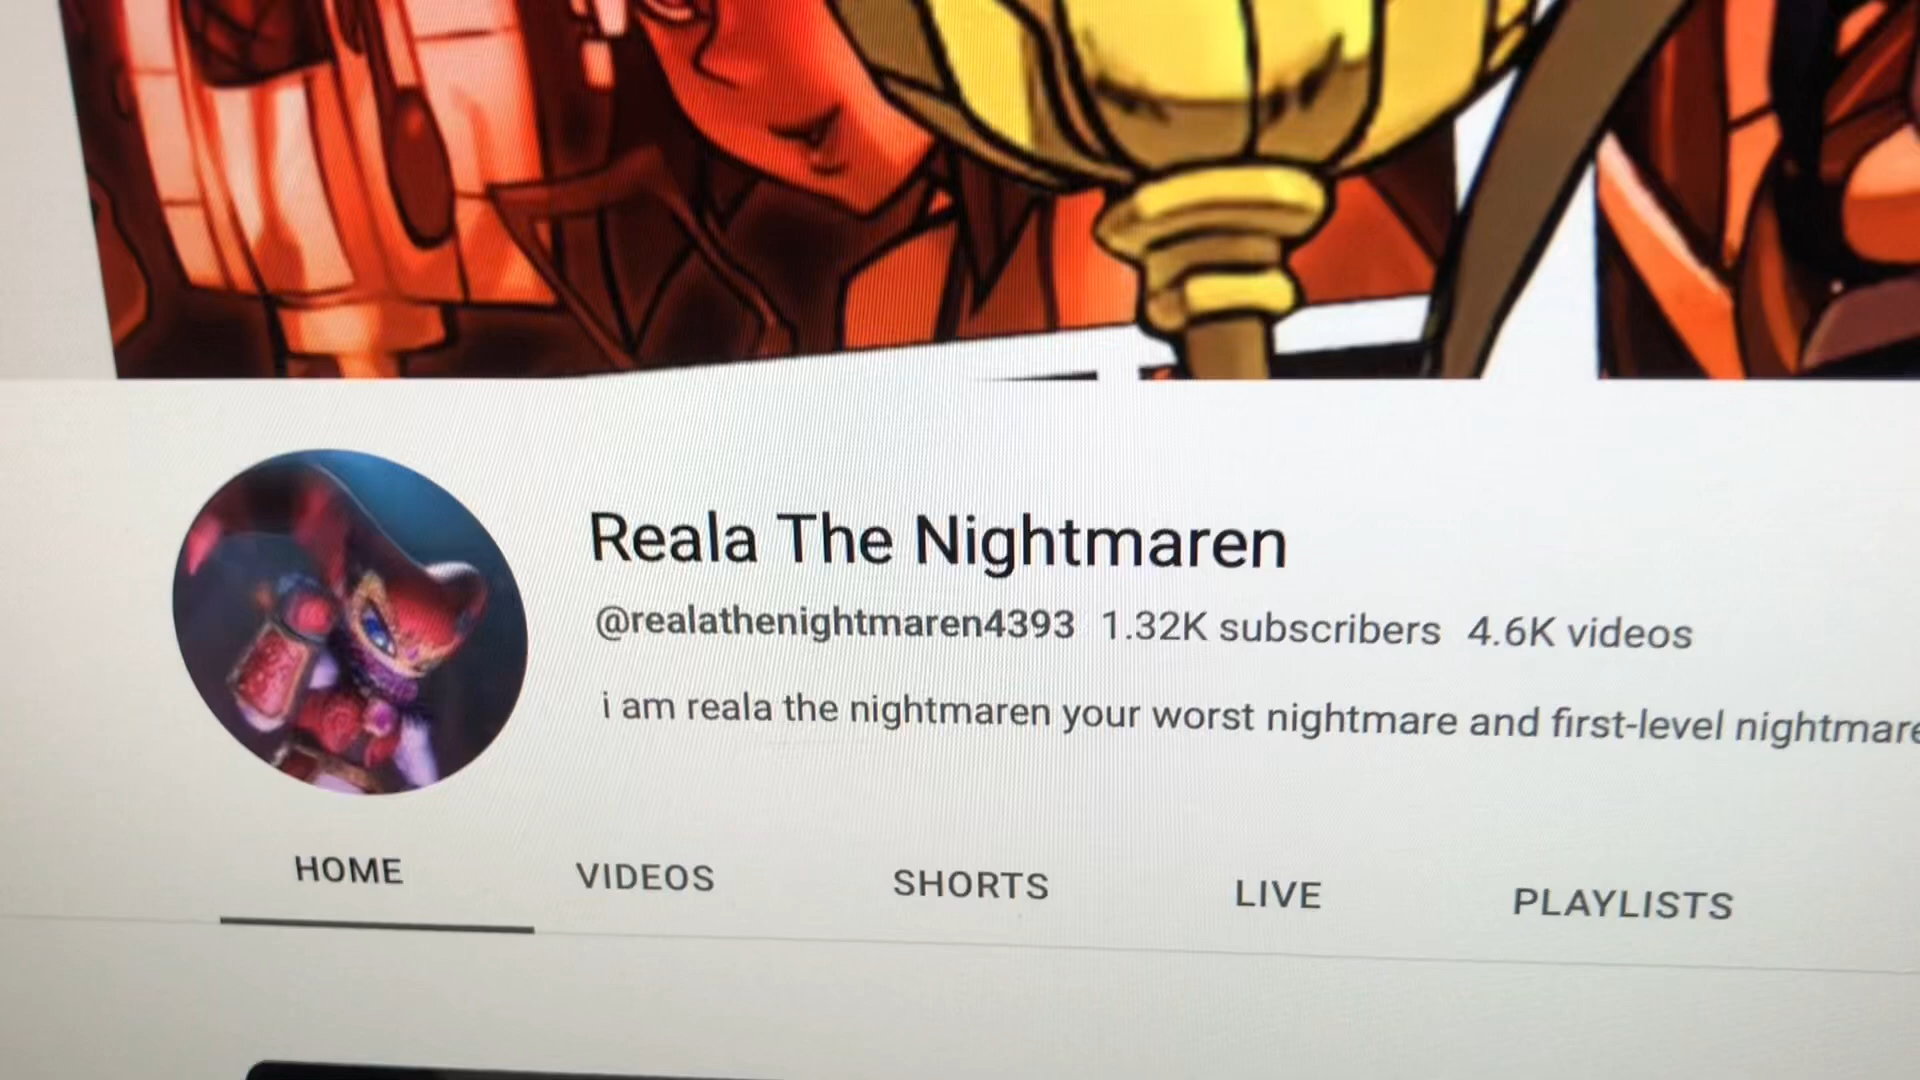 Reala The Nightmaren
@realathenightmaren4393 1.32K subscribers 4.6K videos
i am reala the nightmaren your worst nightmare and first-level
HOME VIDEOS SHORTS LIVE PLAYLISTS